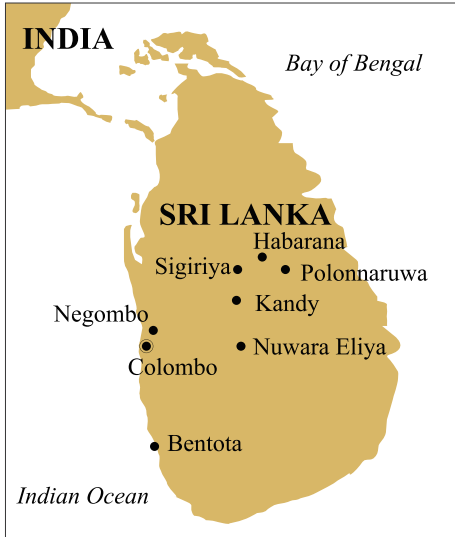 INDIA
Bay of Bengal
SRI LANKA
Habarana
Sigiriya
Polonnaruwa
Kandy
Negombo
Nuwara Eliya
Colombo
Bentota
Indian Ocean